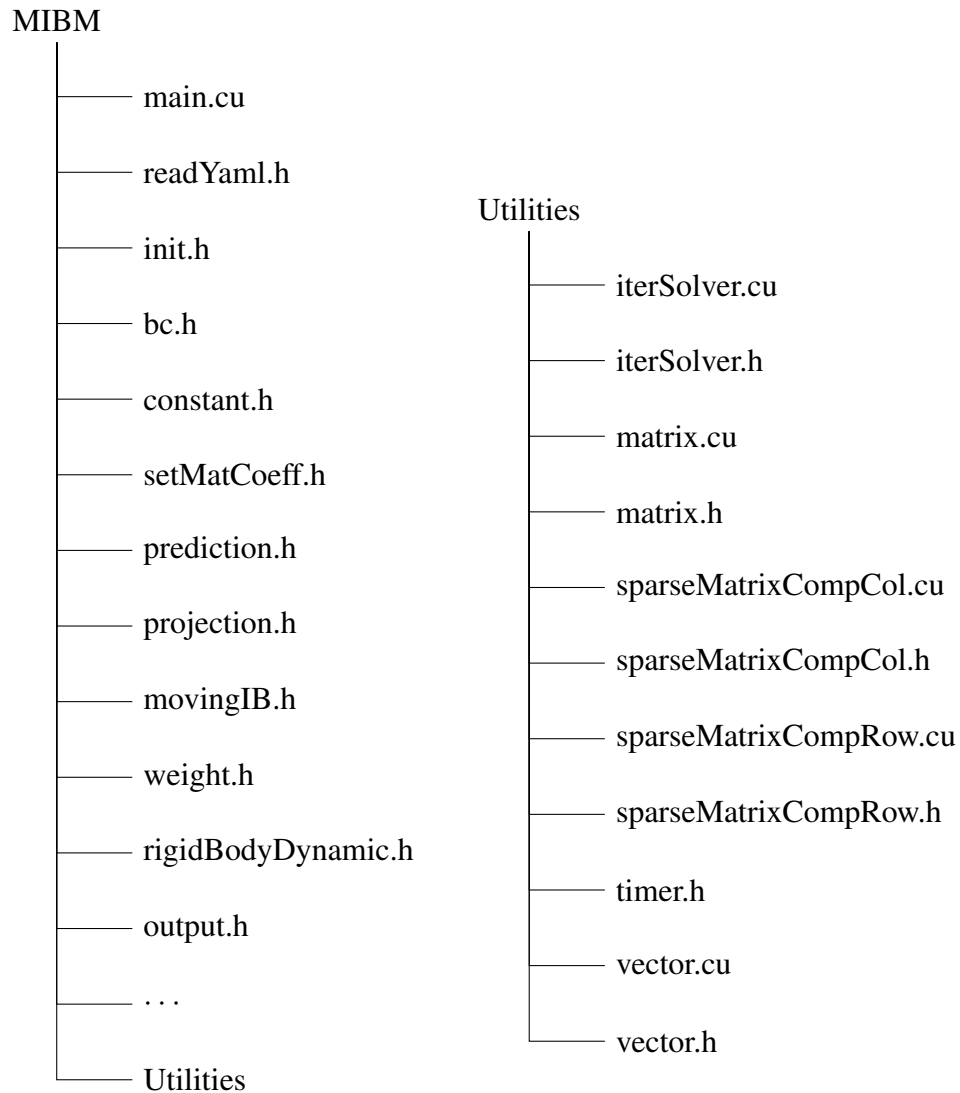 MIBM
main.cu
readYaml.h
init.h
bc.h
constant.h
setMatCoeff.h
prediction.h
projection.h
movingIB.h
weight.h
rigidBodyDynamic.h
output.h
. . .
Utilities
Utilities
iterSolver.cu
iterSolver.h
matrix.cu
matrix.h
sparseMatrixCompCol.cu
sparseMatrixCompCol.h
sparseMatrixCompRow.cu
sparseMatrixCompRow.h
timer.h
vector.cu
vector.h